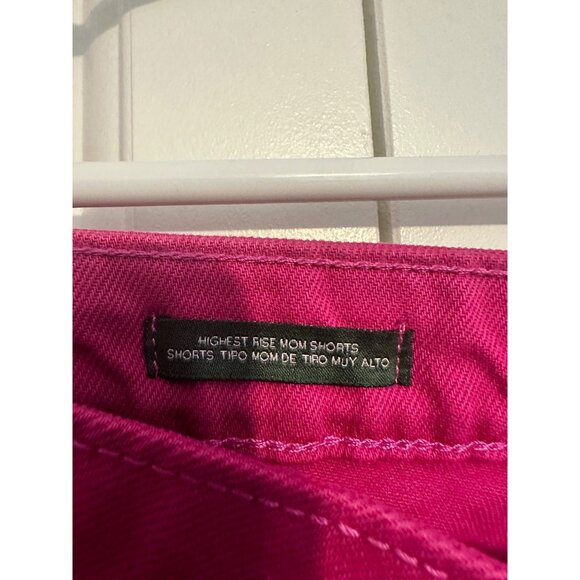 HIGHEST RISE MOM SHORTS
SHORTS TIPO MOM DE TIRO MUY ALTO